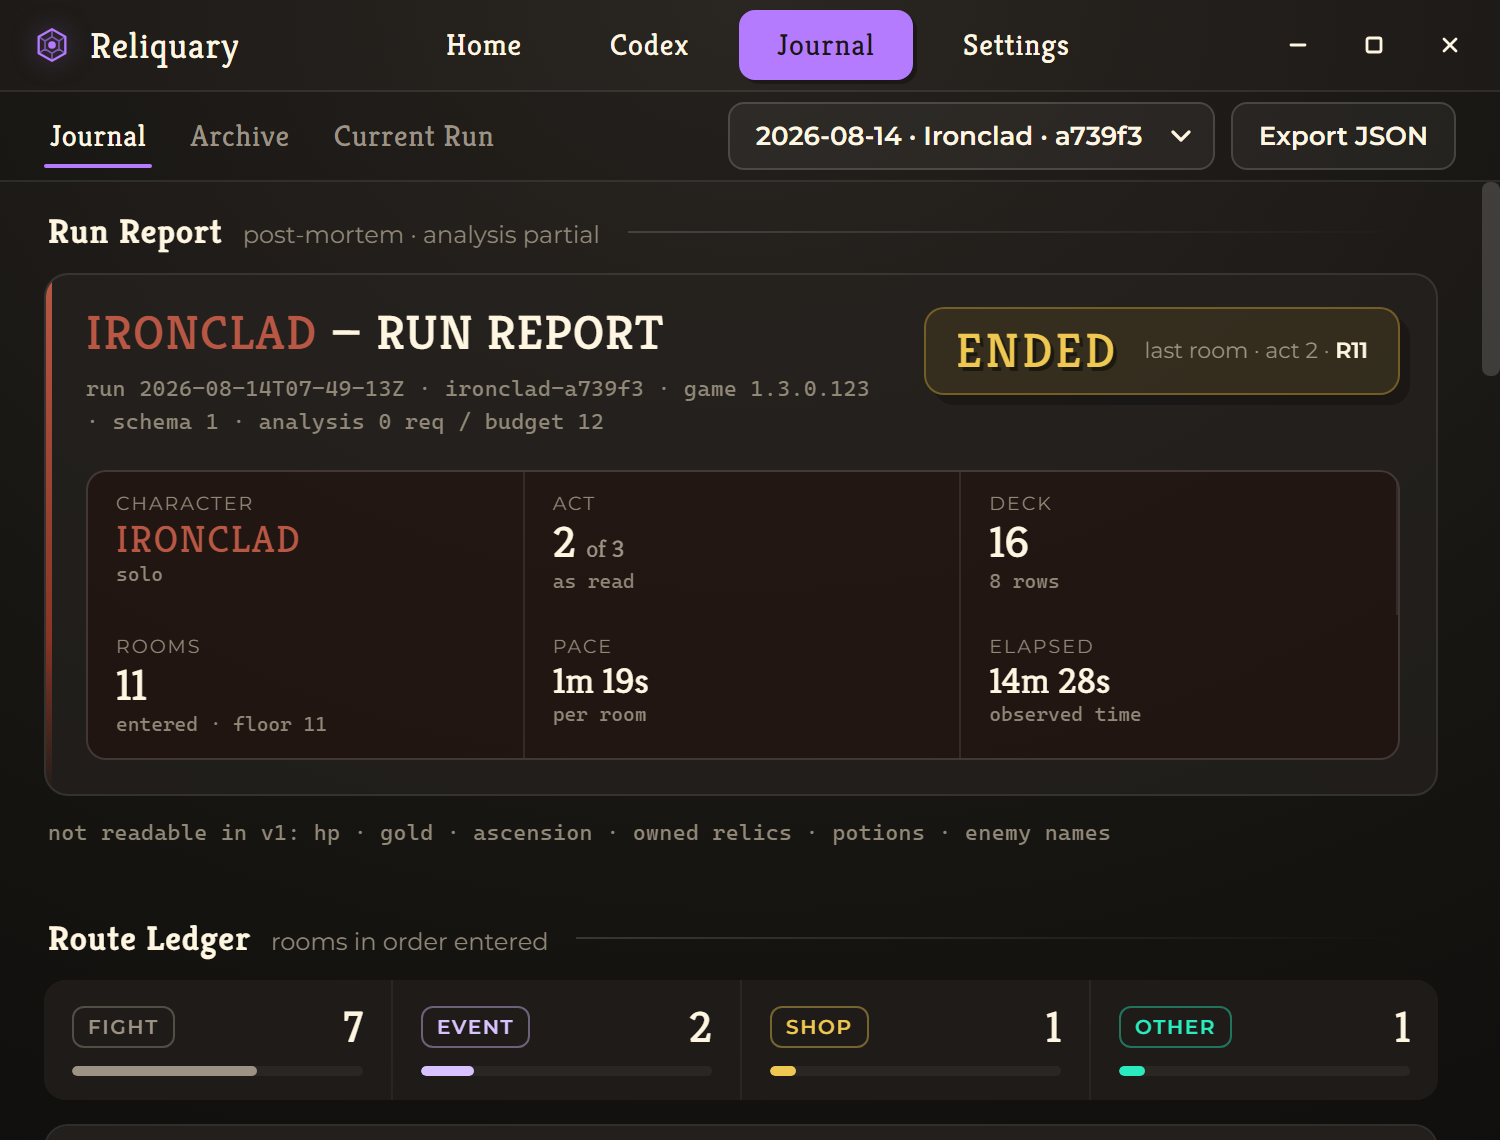 Reliquary
Home
Codex
Journal
Settings
Journal
Archive
Current Run
2026-08-14 · Ironclad · a739f3
Export JSON
Run Report
post-mortem · analysis partial
IRONCLAD — RUN REPORT
ENDED
last room · act 2 · R11
run 2026-08-14T07-49-13Z · ironclad-a739f3 · game 1.3.0.123
· schema 1 · analysis 0 req / budget 12
CHARACTER
IRONCLAD
solo
ACT
2 of 3
as read
DECK
16
8 rows
ROOMS
11
entered · floor 11
PACE
1m 19s
per room
ELAPSED
14m 28s
observed time
not readable in v1: hp · gold · ascension · owned relics · potions · enemy names
Route Ledger
rooms in order entered
FIGHT
7
EVENT
2
SHOP
1
OTHER
1